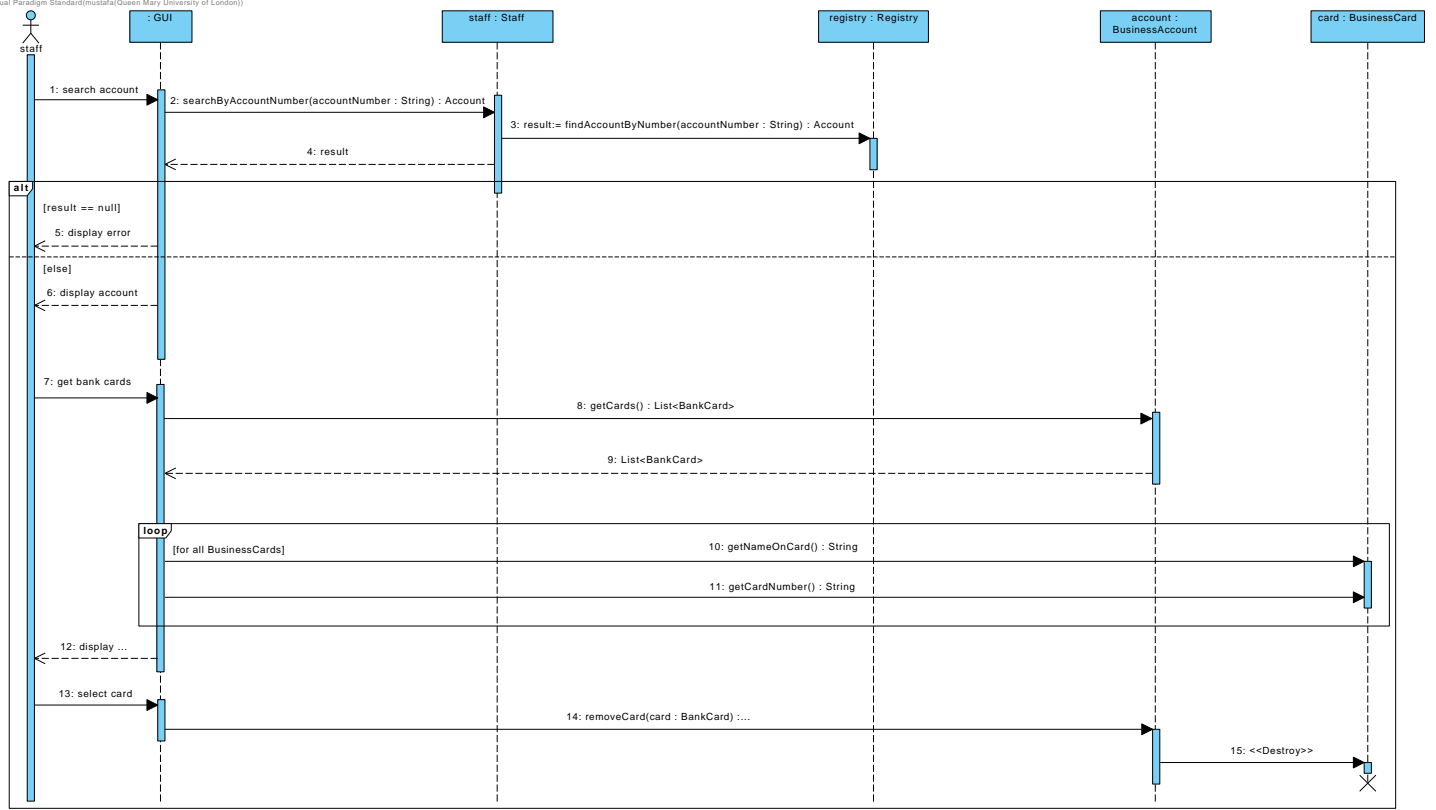 ual Paradigm Standard(mustafa(Queen Mary University of London))
staff
: GUI
staff : Staff
registry : Registry
account :
BusinessAccount
card : BusinessCard
1: search account
2: searchByAccountNumber(accountNumber : String) : Account
3: result:= findAccountByNumber(accountNumber : String) : Account
4: result
alt
[result == null]
5: display error
[else]
6: display account
7: get bank cards
8: getCards() : List<BankCard>
9: List<BankCard>
loop
[for all BusinessCards]
10: getNameOnCard() : String
11: getCardNumber() : String
12: display ...
13: select card
14: removeCard(card : BankCard) :...
15: <<Destroy>>